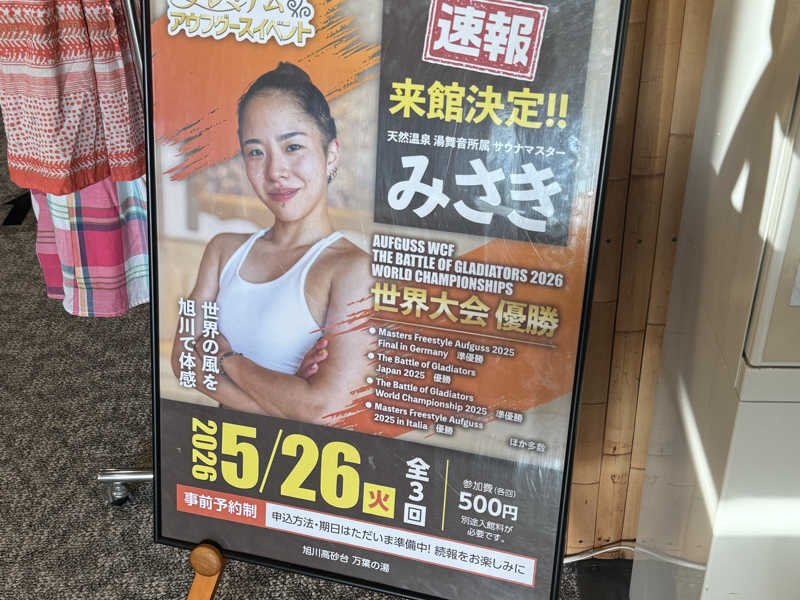 アウフグースイベント
速報
来館決定!!
天然温泉 湯舞音所属 サウナマスター
みさき
AUFGUSS WCF
THE BATTLE OF GLADIATORS 2026
WORLD CHAMPIONSHIPS
世界大会 優勝
● Masters Freestyle Aufguss 2025
Final in Germany 準優勝
● The Battle of Gladiators
Japan 2025 優勝
● The Battle of Gladiators
World Championship 2025 準優勝
● Masters Freestyle Aufguss
2025 in Italia 優勝
ほか多数
世界の風を
旭川で体感
2026
5/26 火
全3回
参加費(各回)
500円
別途入館料が
必要です。
事前予約制
申込方法・期日はただいま準備中! 続報をお楽しみに
旭川高砂台 万葉の湯